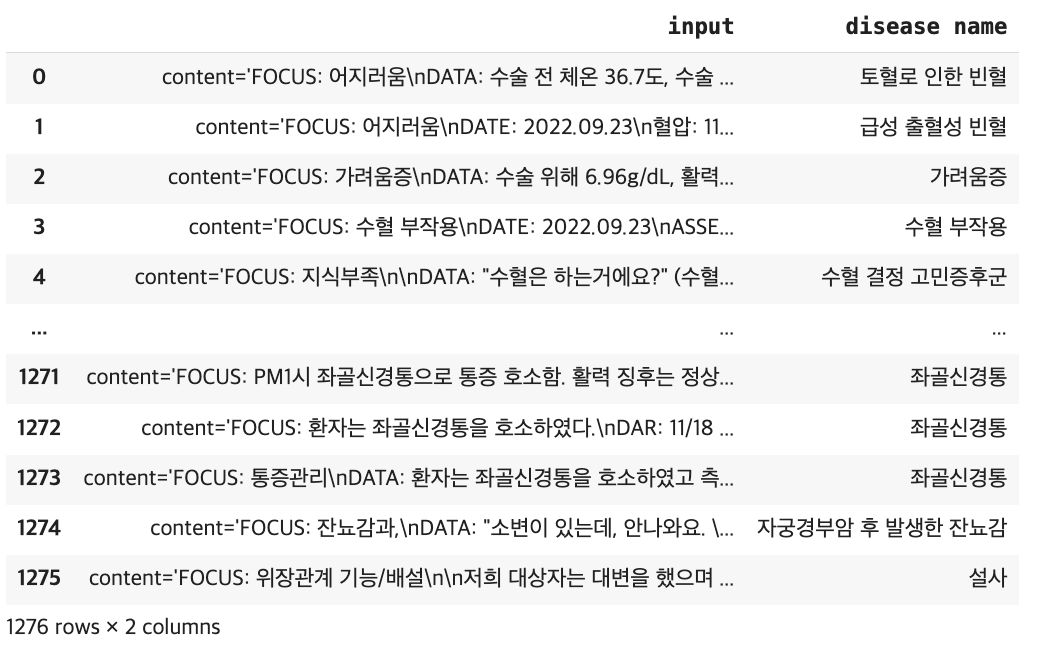 input disease name
0 content='FOCUS: 어지러움\nDATA: 수술 전 체온 36.7도, 수술 ... 토혈로 인한 빈혈
1 content='FOCUS: 어지러움\nDATE: 2022.09.23\n혈압: 11... 급성 출혈성 빈혈
2 content='FOCUS: 가려움증\nDATA: 수술 위해 6.96g/dL, 활력... 가려움증
3 content='FOCUS: 수혈 부작용\nDATE: 2022.09.23\nASSE... 수혈 부작용
4 content='FOCUS: 지식부족\n\nDATA: "수혈은 하는거에요?" (수혈... 수혈 결정 고민증후군
... ... ...
1271 content='FOCUS: PM1시 좌골신경통으로 통증 호소함. 활력 징후는 정상... 좌골신경통
1272 content='FOCUS: 환자는 좌골신경통을 호소하였다.\nDAR: 11/18 ... 좌골신경통
1273 content='FOCUS: 통증관리\nDATA: 환자는 좌골신경통을 호소하였고 측... 좌골신경통
1274 content='FOCUS: 잔뇨감과,\nDATA: "소변이 있는데, 안나와요. \... 자궁경부암 후 발생한 잔뇨감
1275 content='FOCUS: 위장관계 기능/배설\n\n저희 대상자는 대변을 했으며 ... 설사
1276 rows × 2 columns